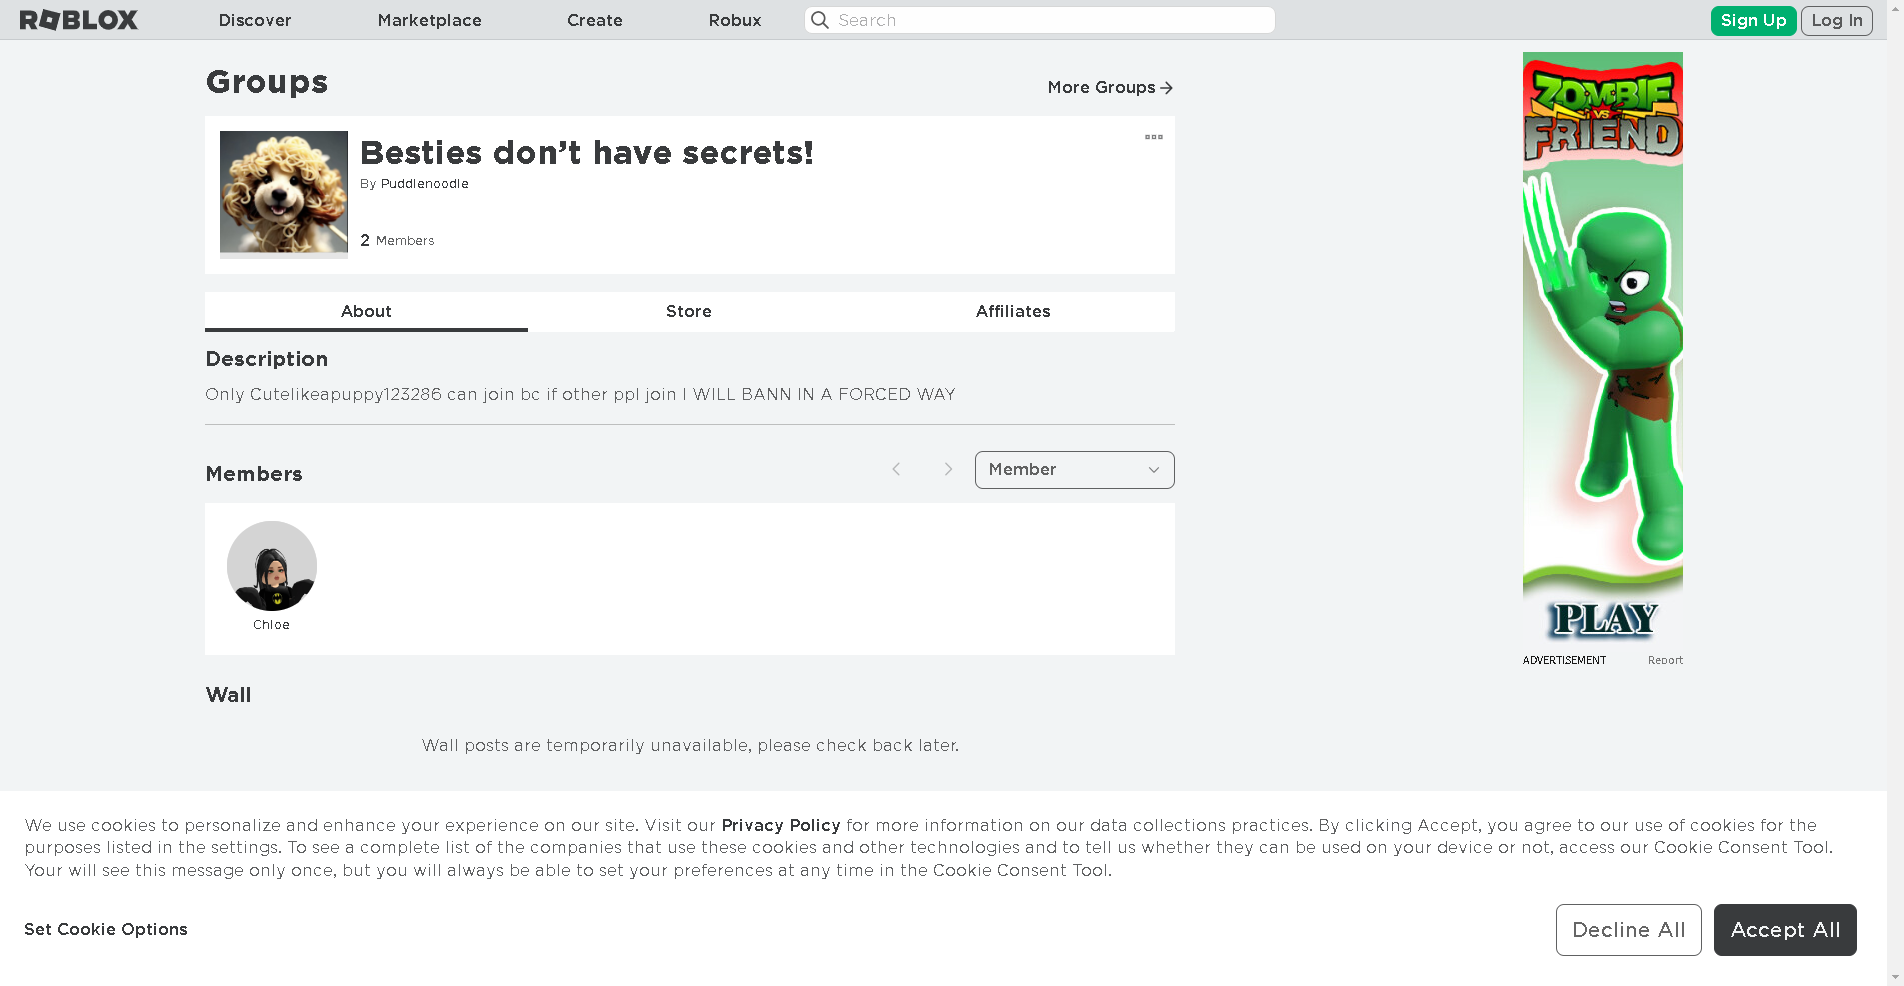 ROBLOX
Discover
Marketplace
Create
Robux
Search
Sign Up
Log In
Groups
More Groups
Besties don't have secrets!
By Puddlenoodle
2 Members
About
Store
Affiliates
Description
Only Cutelikeapuppy123286 can join bc if other ppl join I WILL BANN IN A FORCED WAY
Members
Member
Chloe
Wall
Wall posts are temporarily unavailable, please check back later.
ZOMBIE
VS
FRIEND
PLAY
ADVERTISEMENT
Report
We use cookies to personalize and enhance your experience on our site. Visit our Privacy Policy for more information on our data collections practices. By clicking Accept, you agree to our use of cookies for the
purposes listed in the settings. To see a complete list of the companies that use these cookies and other technologies and to tell us whether they can be used on your device or not, access our Cookie Consent Tool.
Your will see this message only once, but you will always be able to set your preferences at any time in the Cookie Consent Tool.
Set Cookie Options
Decline All
Accept All